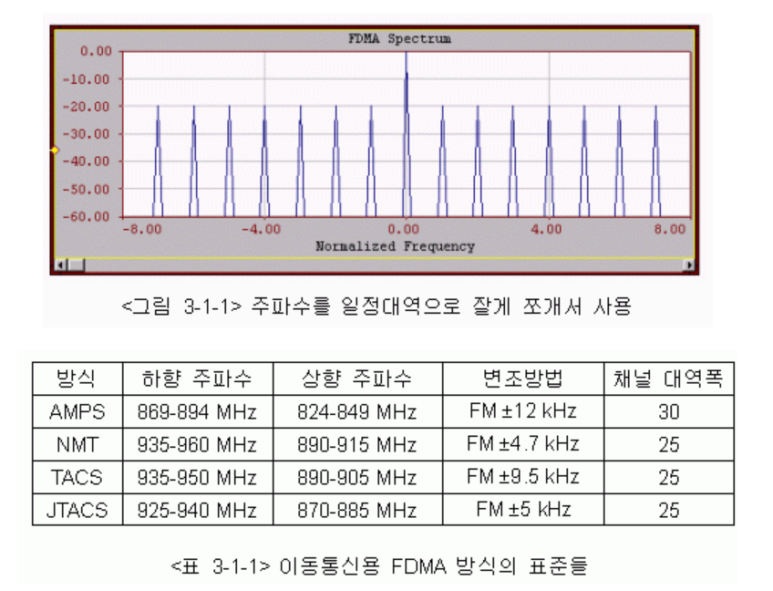 FDMA Spectrum
0.00
-10.00
-20.00
-30.00
-40.00
-50.00
-60.00
-8.00 -4.00 0.00 4.00 8.00
Normalized Frequency
<그림 3-1-1> 주파수를 일정대역으로 잘게 쪼개서 사용
방식 하향 주파수 상향 주파수 변조방법 채널 대역폭
AMPS 869-894 MHz 824-849 MHz FM ±12 kHz 30
NMT 935-960 MHz 890-915 MHz FM ±4.7 kHz 25
TACS 935-950 MHz 890-905 MHz FM ±9.5 kHz 25
JTACS 925-940 MHz 870-885 MHz FM ±5 kHz 25
<표 3-1-1> 이동통신용 FDMA 방식의 표준들